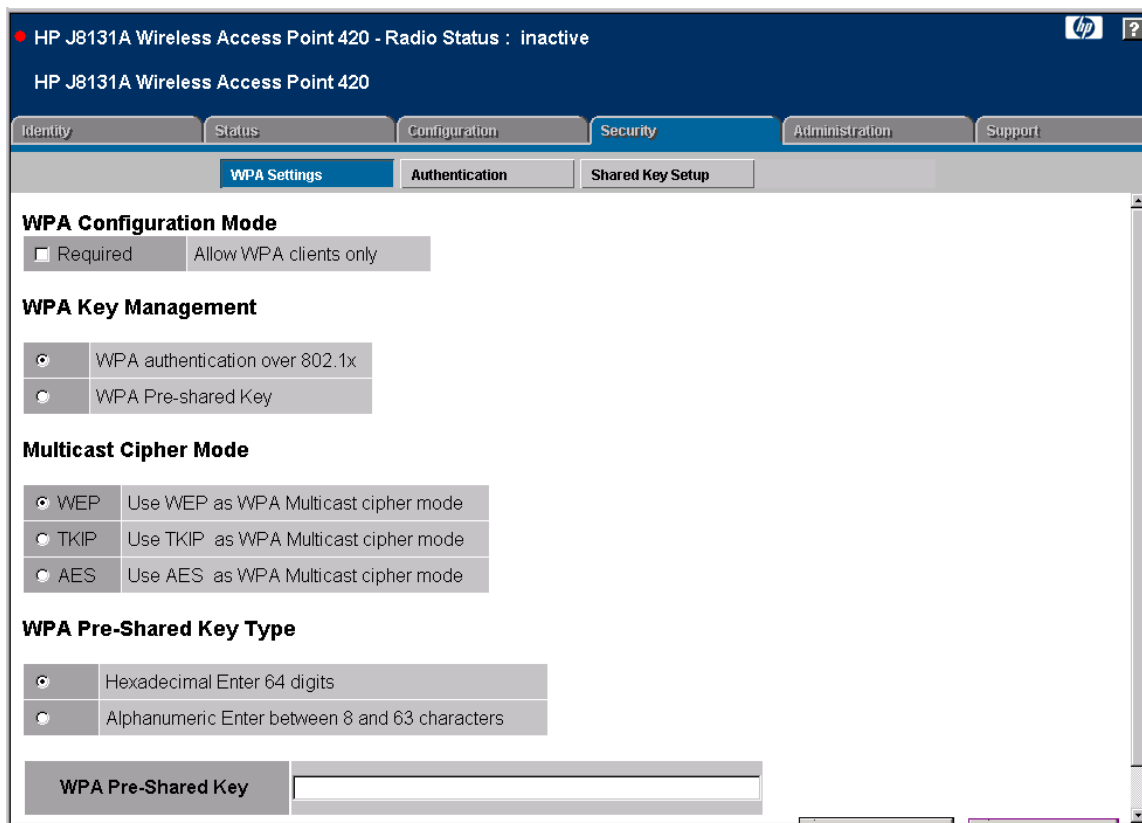 HP J8131A Wireless Access Point 420 - Radio Status : inactive
hp
?
HP J8131A Wireless Access Point 420
Identity Status Configuration Security Administration Support
WPA Settings Authentication Shared Key Setup
WPA Configuration Mode
Required Allow WPA clients only
WPA Key Management
WPA authentication over 802.1x
WPA Pre-shared Key
Multicast Cipher Mode
WEP Use WEP as WPA Multicast cipher mode
TKIP Use TKIP as WPA Multicast cipher mode
AES Use AES as WPA Multicast cipher mode
WPA Pre-Shared Key Type
Hexadecimal Enter 64 digits
Alphanumeric Enter between 8 and 63 characters
WPA Pre-Shared Key